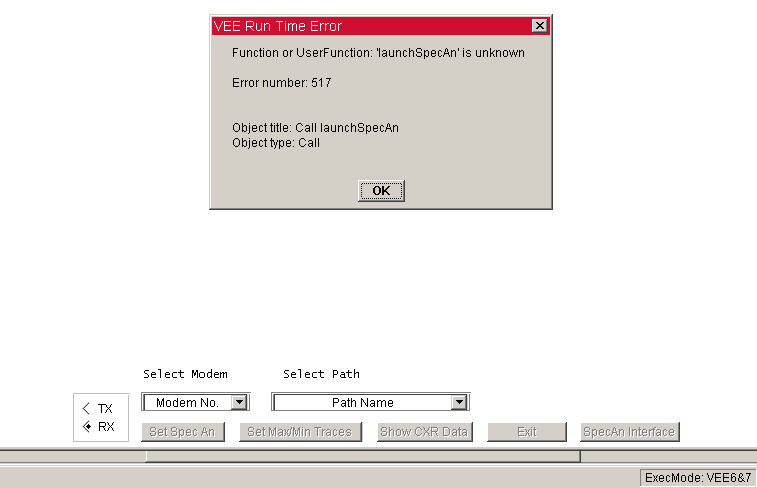 VEE Run Time Error
Function or UserFunction: 'launchSpecAn' is unknown
Error number: 517
Object title: Call launchSpecAn
Object type: Call
OK
Select Modem Select Path
TX Modem No. Path Name
RX Set Spec An Set Max/Min Traces Show CXR Data Exit SpecAn Interface
ExecMode: VEE6&7